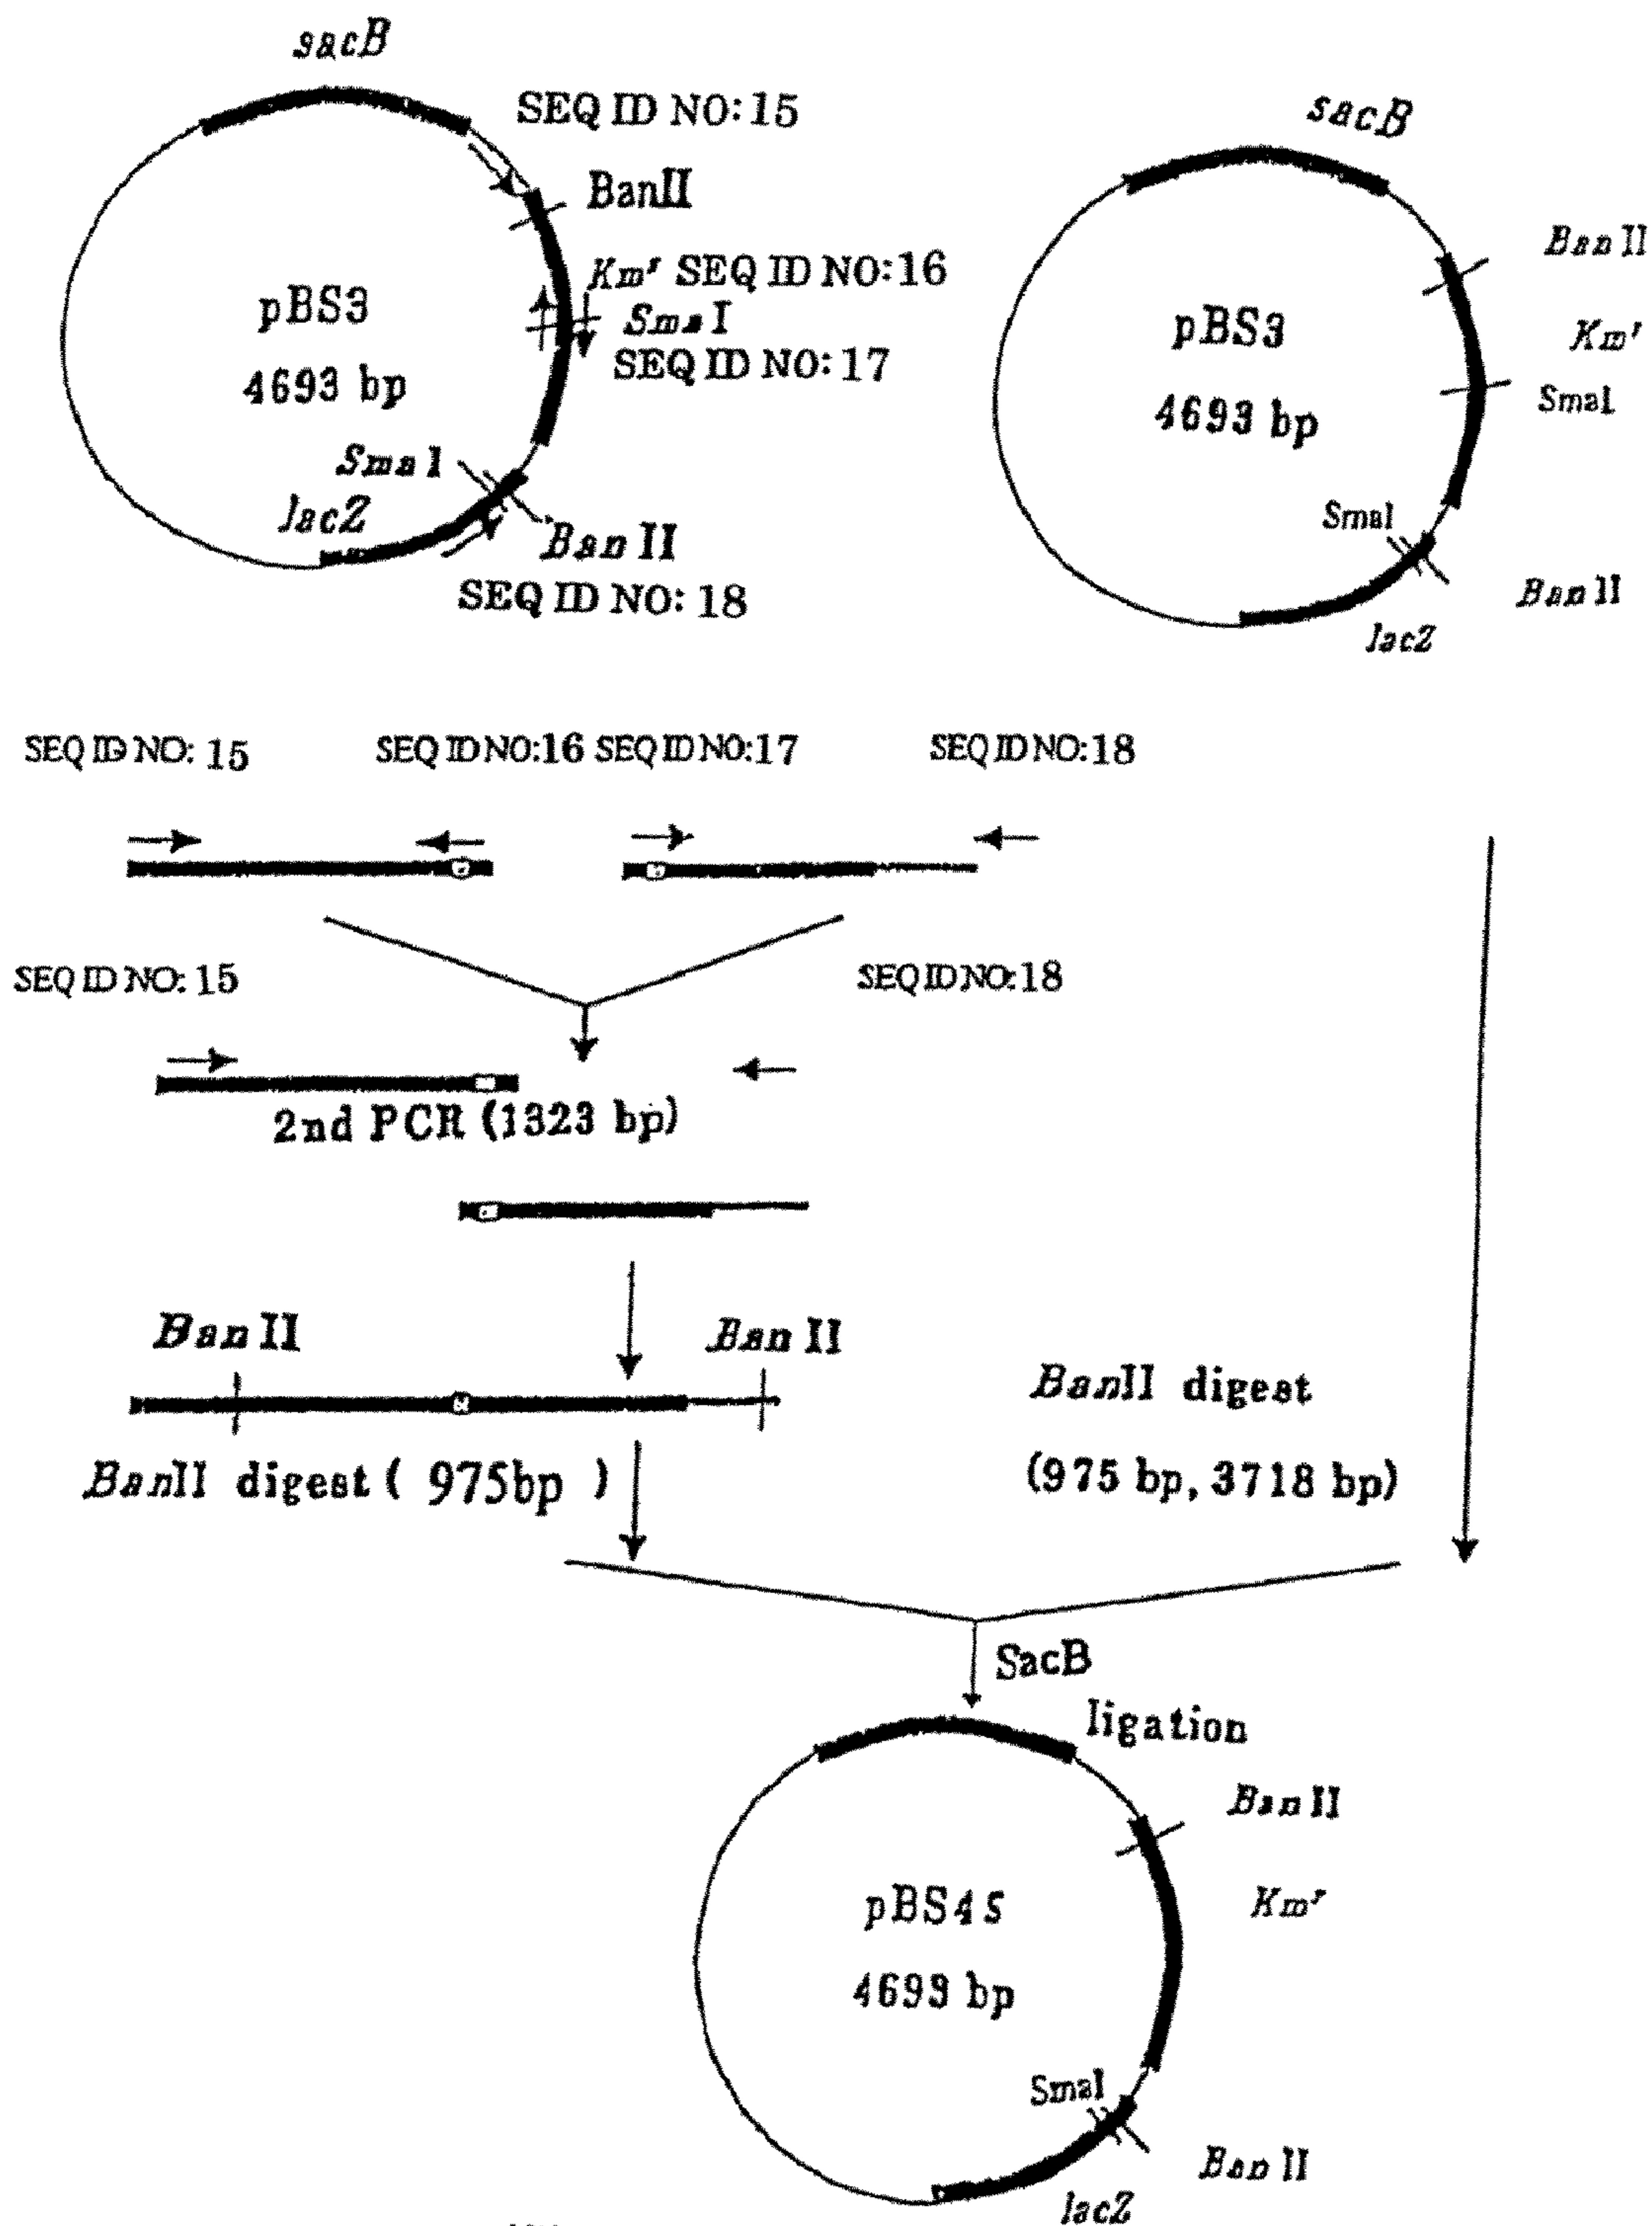 sacB
SEQ ID NO: 15
BanII
Kmr SEQ ID NO: 16
pBS3
SmaI
SEQ ID NO: 17
4693 bp
SmaI
lacZ
BanII
SEQ ID NO: 18
sacB
BanII
pBS3
Kmr
4693 bp
SmaI
SmaI
BanII
lacZ
SEQ ID NO: 15 SEQ ID NO:16 SEQ ID NO:17 SEQ ID NO:18
SEQ ID NO: 15 SEQ ID NO:18
2nd PCR (1323 bp)
BanII BanII
BanII digest
BanII digest ( 975bp )
(975 bp, 3718 bp)
SacB
ligation
BanII
pBS4S
Kmr
4693 bp
SmaI
BanII
lacZ